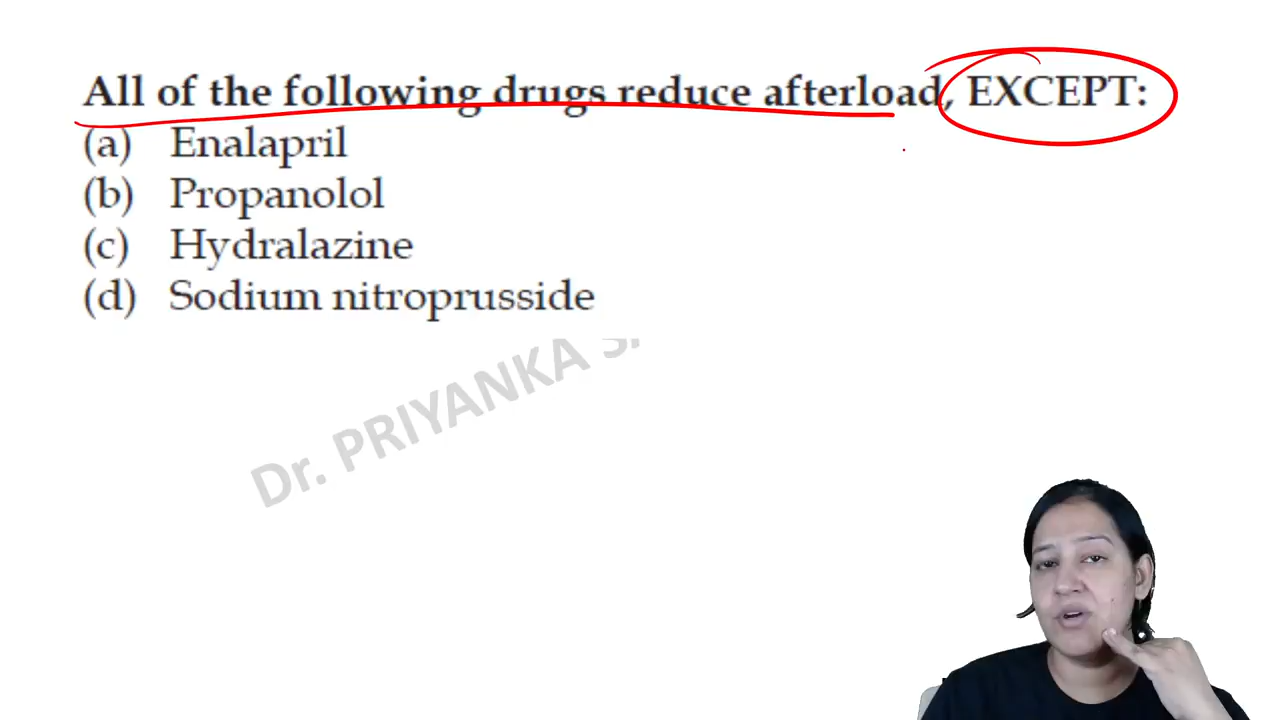 All of the following drugs reduce afterload, EXCEPT:
(a) Enalapril
(b) Propanolol
(c) Hydralazine
(d) Sodium nitroprusside
Dr. PRIYANKA